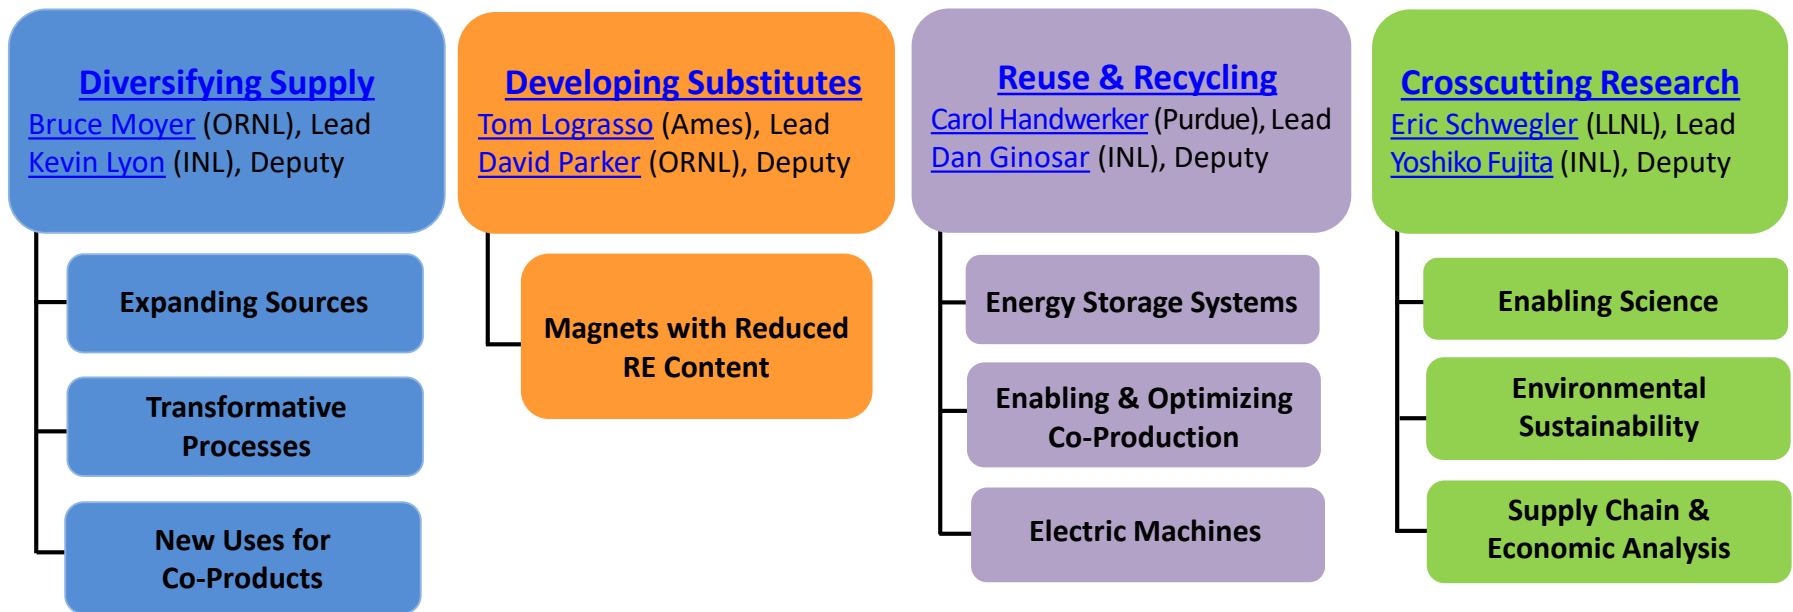 Diversifying Supply
Bruce Moyer (ORNL), Lead
Kevin Lyon (INL), Deputy
Expanding Sources
Transformative
Processes
New Uses for
Co-Products
Developing Substitutes
Tom Lograsso (Ames), Lead
David Parker (ORNL), Deputy
Magnets with Reduced
RE Content
Reuse & Recycling
Carol Handwerker (Purdue), Lead
Dan Ginosar (INL), Deputy
Energy Storage Systems
Enabling & Optimizing
Co-Production
Electric Machines
Crosscutting Research
Eric Schwegler (LLNL), Lead
Yoshiko Fujita (INL), Deputy
Enabling Science
Environmental
Sustainability
Supply Chain &
Economic Analysis